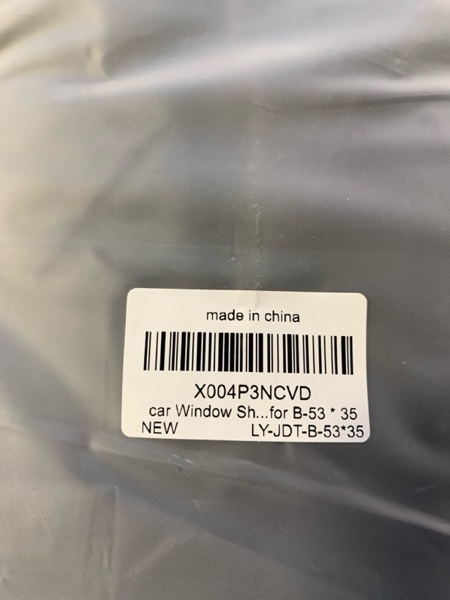 made in china
X004P3NCVD
car Window Sh...for B-53 * 35
NEW LY-JDT-B-53*35